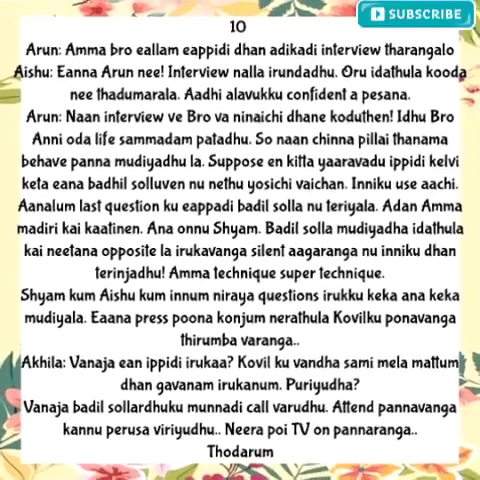 SUBSCRIBE
10
Arun: Amma bro eallam eappidi dhan adikadi interview tharangalo
Aishu: Eanna Arun nee! Interview nalla irundadhu. Oru idathula kooda
nee thadumarala. Aadhi alavukku confident a pesana.
Arun: Naan interview ve Bro va ninaichi dhane koduthen! Idhu Bro
Anni oda life sammadam patadhu. So naan chinna pillai thanama
behave panna mudiyadhu la. Suppose en kitta yaaravadu ippidi kelvi
keta eana badhil solluven nu nethu yosichi vaichan. Inniku use aachi.
Aanalum last question ku eappadi badil solla nu teriyala. Adan Amma
madiri kai kaatinen. Ana onnu Shyam. Badil solla mudiyadha idathula
kai neetana opposite la irukavanga silent aagaranga nu inniku dhan
terinjadhu! Amma technique super technique.
Shyam kum Aishu kum innum niraya questions irukku keka ana keka
mudiyala. Eaana press poona konjum nerathula Kovilku ponavanga
thirumba varanga..
Akhila: Vanaja ean ippidi irukaa? Kovil ku vandha sami mela mattum
dhan gavanam irukanum. Puriyudha?
Vanaja badil sollardhuku munnadi call varudhu. Attend pannavanga
kannu perusa viriyudhu.. Neera poi TV on pannaranga..
Thodarum